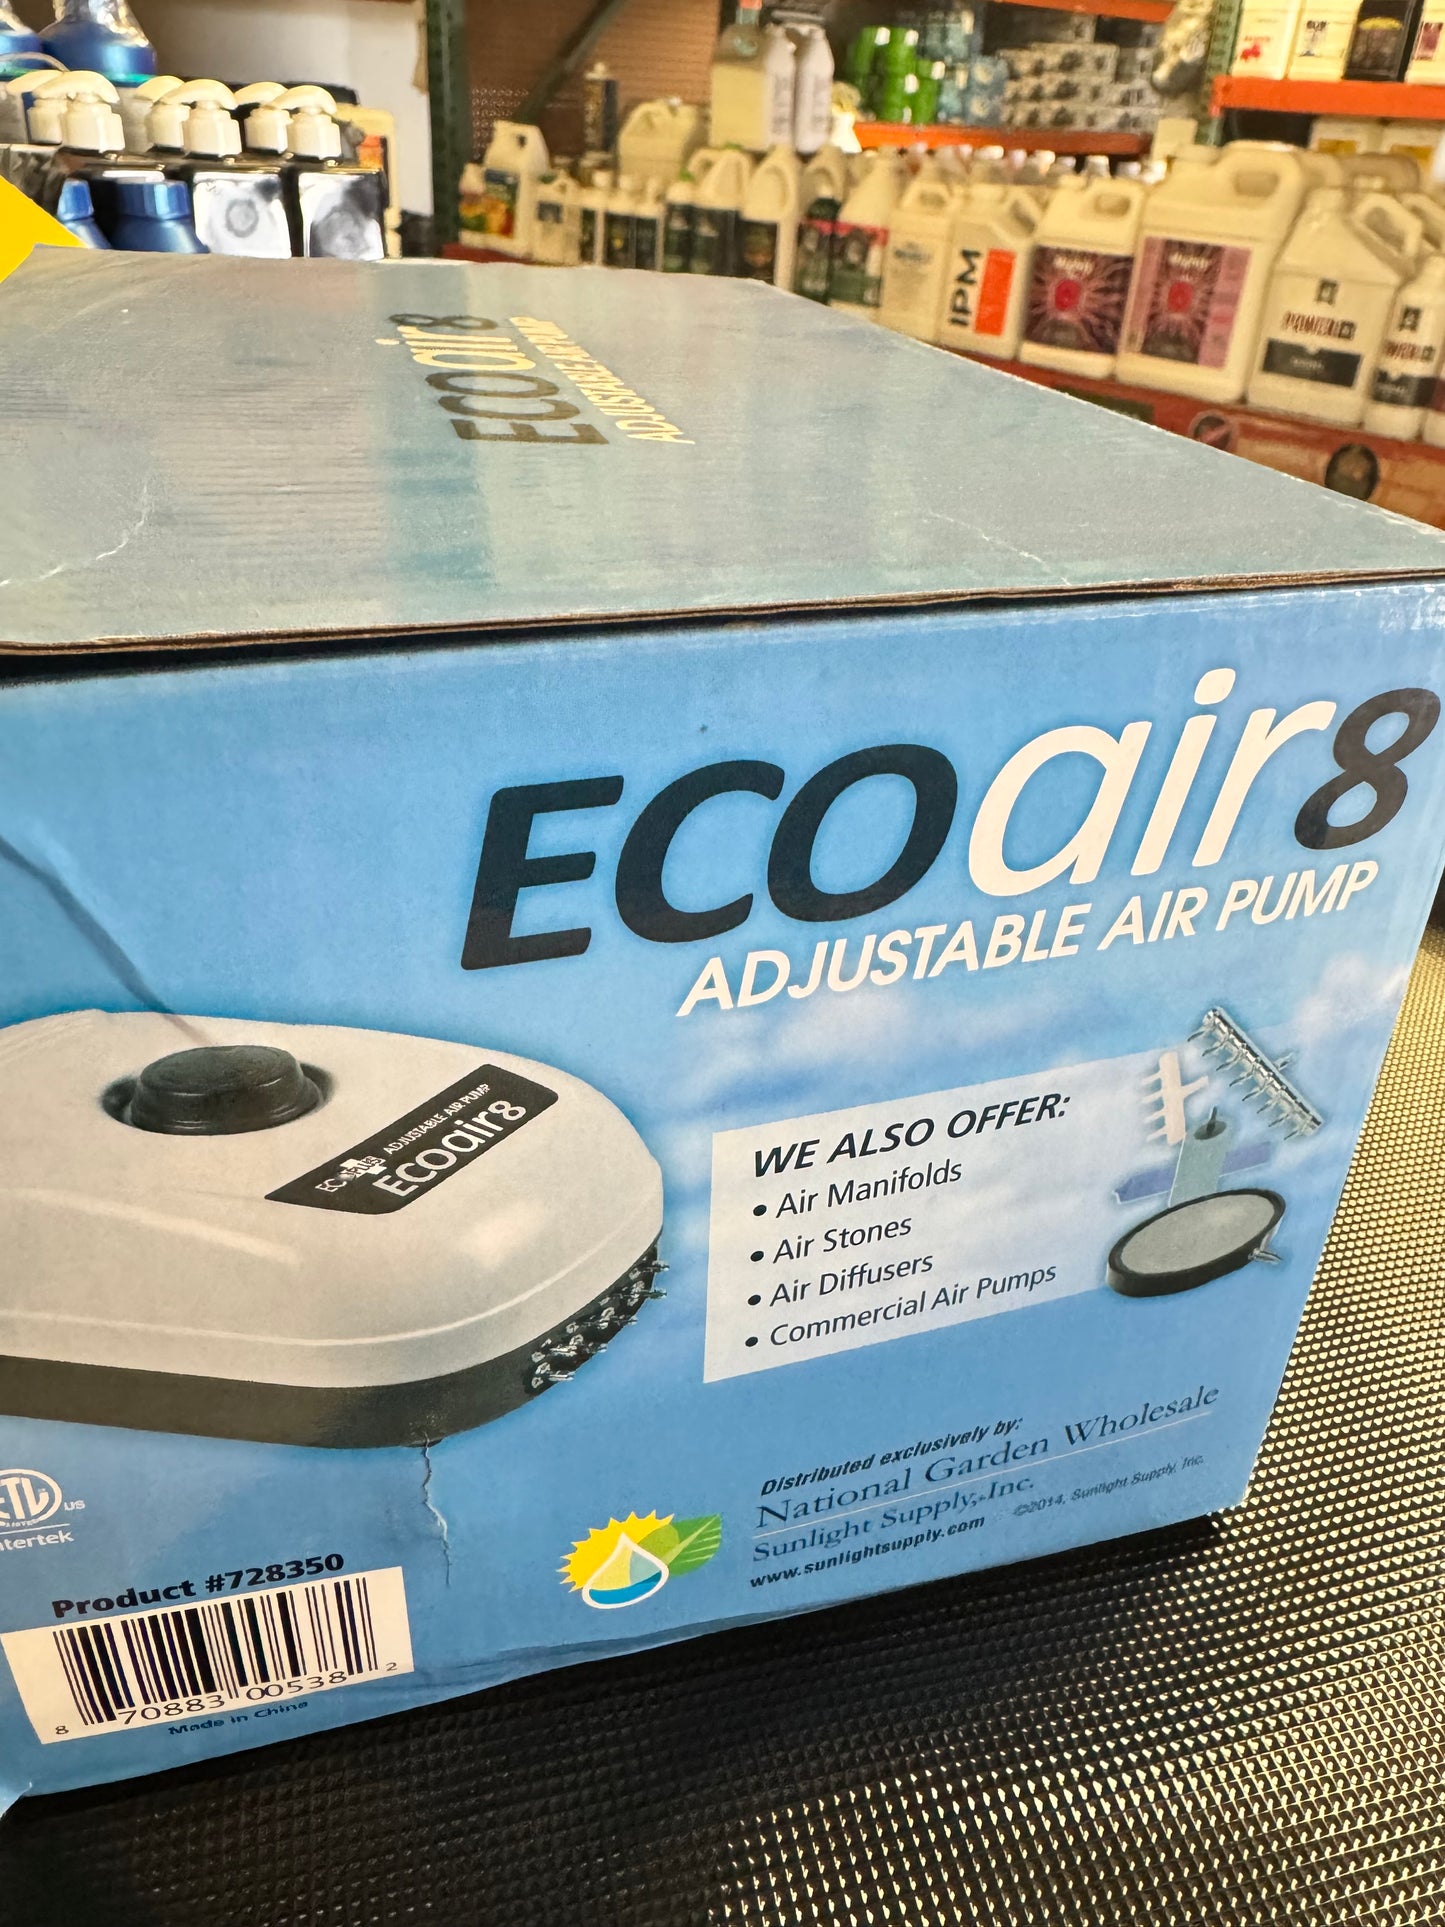 ECOair8
ADJUSTABLE AIR PUMP
IPM
ECOair8
ADJUSTABLE AIR PUMP
ECOPLUS ADJUSTABLE AIR PUMP
ECOair8
WE ALSO OFFER:
• Air Manifolds
• Air Stones
• Air Diffusers
• Commercial Air Pumps
Distributed exclusively by:
National Garden Wholesale
Sunlight Supply, Inc.
www.sunlightsupply.com ©2014, Sunlight Supply, Inc.
US
Intertek
Product #728350
8 70883 00538 2
Made in China